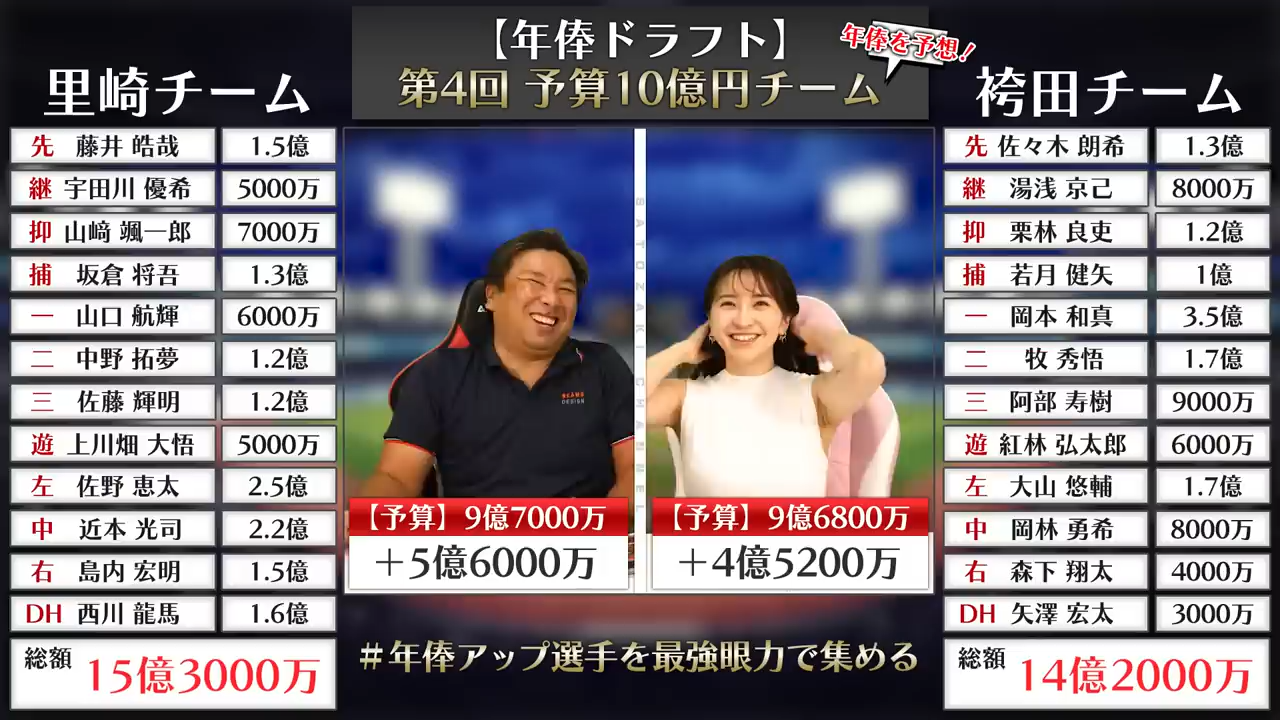 【年俸ドラフト】
第4回 予算10億円チーム
年俸を予想！
里崎チーム
先 藤井 皓哉 1.5億
継 宇田川 優希 5000万
抑 山﨑 颯一郎 7000万
捕 坂倉 将吾 1.3億
一 山口 航輝 6000万
二 中野 拓夢 1.2億
三 佐藤 輝明 1.2億
遊 上川畑 大悟 5000万
左 佐野 恵太 2.5億
中 近本 光司 2.2億
右 島内 宏明 1.5億
DH 西川 龍馬 1.6億
総額 15億3000万
SATOZAKI CHANNEL
BEAMS
DESIGN
【予算】9億7000万
＋5億6000万
【予算】9億6800万
＋4億5200万
＃年俸アップ選手を最強眼力で集める
袴田チーム
先 佐々木 朗希 1.3億
継 湯浅 京己 8000万
抑 栗林 良吏 1.2億
捕 若月 健矢 1億
一 岡本 和真 3.5億
二 牧 秀悟 1.7億
三 阿部 寿樹 9000万
遊 紅林 弘太郎 6000万
左 大山 悠輔 1.7億
中 岡林 勇希 8000万
右 森下 翔太 4000万
DH 矢澤 宏太 3000万
総額 14億2000万